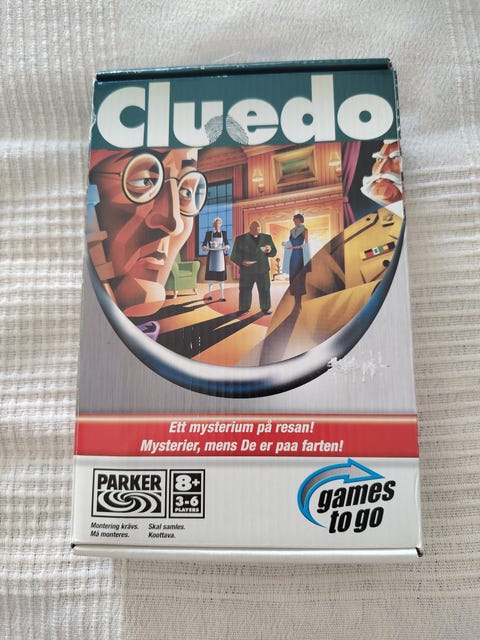 Cluedo
Ett mysterium på resan!
Mysterier, mens De er paa farten!
PARKER
8+
3-6
PLAYERS
games
to go
Montering krävs. Skal samles.
Må monteres. Koottava.